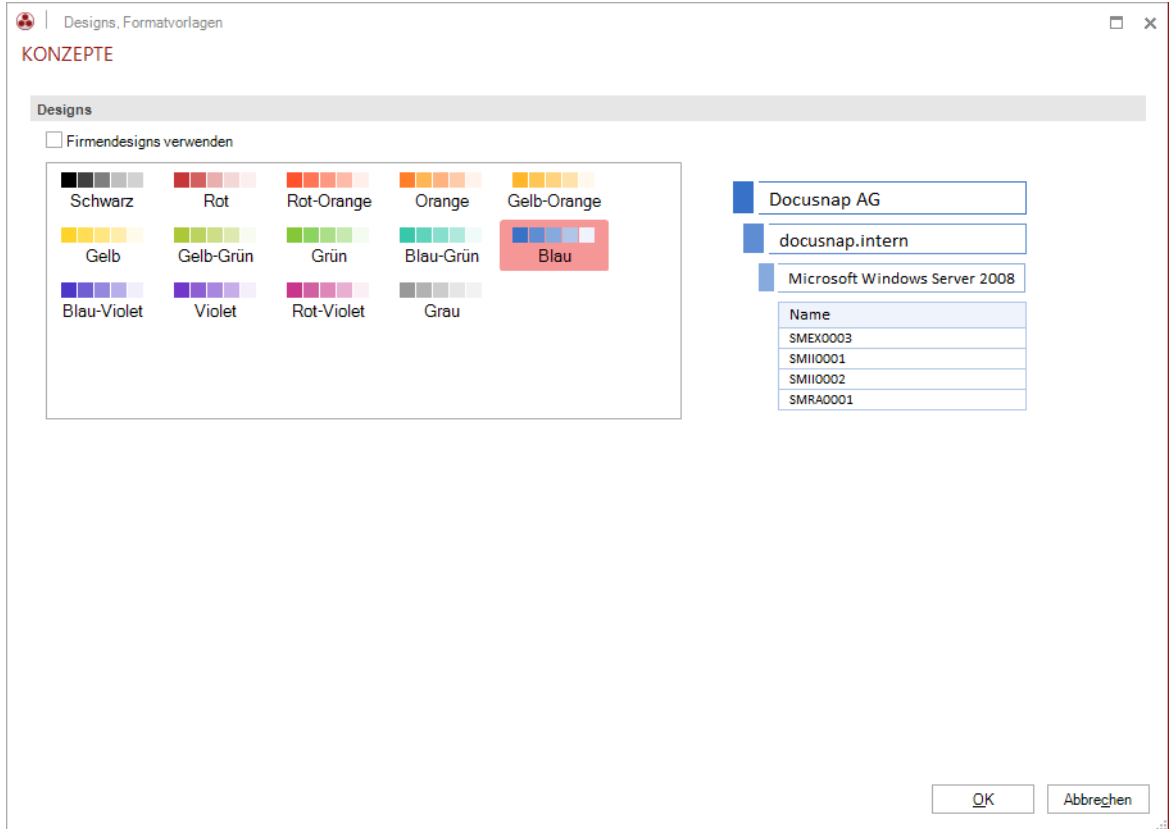 Designs, Formatvorlagen
KONZEPTE
Designs
Firmendesigns verwenden
Schwarz Rot Rot-Orange Orange Gelb-Orange
Gelb Gelb-Grün Grün Blau-Grün Blau
Blau-Violet Violet Rot-Violet Grau
Docusnap AG
docusnap.intern
Microsoft Windows Server 2008
Name
SMEX0003
SMII0001
SMII0002
SMRA0001
OK Abbrechen